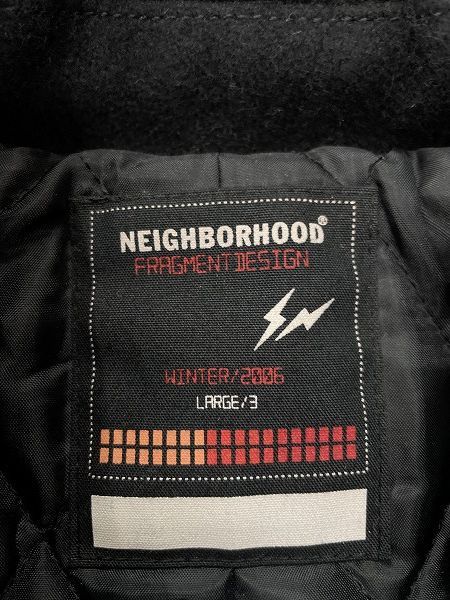 NEIGHBORHOOD®
FRAGMENTDESIGN
WINTER/2006
LARGE/3